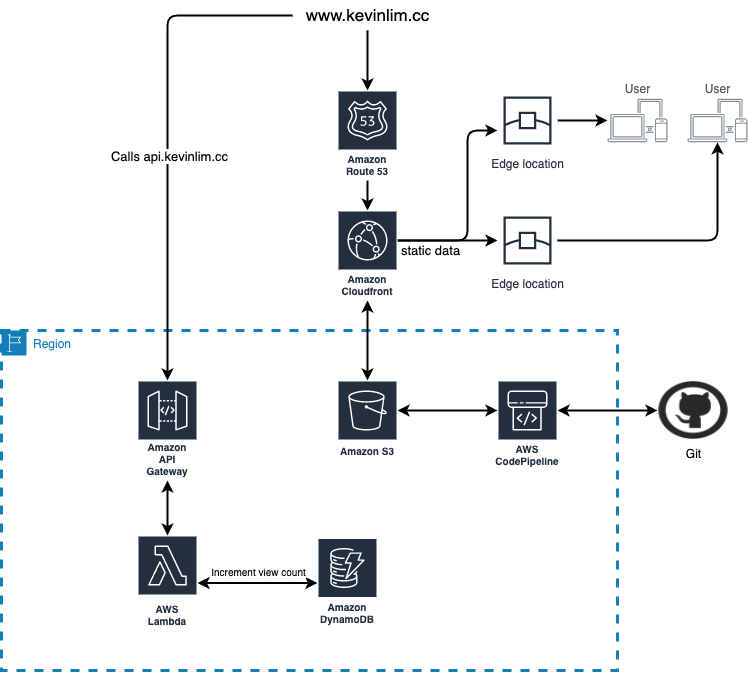 www.kevinlim.cc
53
Amazon
Route 53
User
User
Edge location
Calls api.kevinlim.cc
static data
Amazon
Cloudfront
Edge location
Region
</>
Amazon
API
Gateway
Amazon S3
</>
AWS
CodePipeline
Git
Increment view count
AWS
Lambda
Amazon
DynamoDB